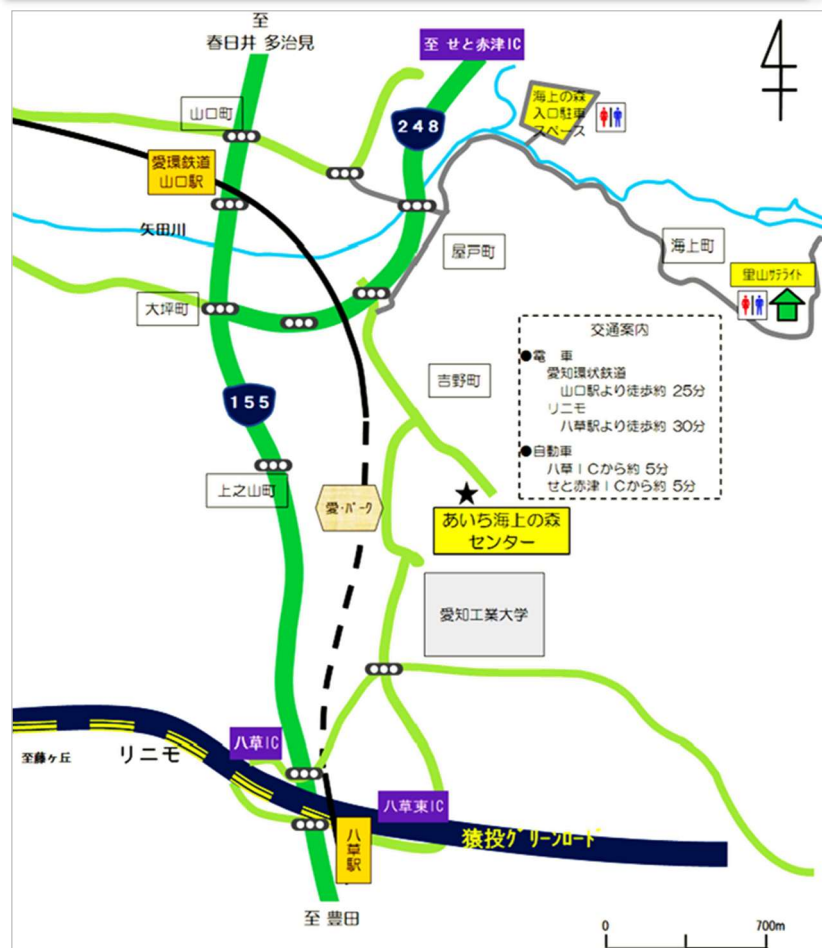 至
春日井 多治見
至 せと赤津IC
山口町
248
海上の森
入口駐車
スペース
愛環鉄道
山口駅
矢田川
屋戸町
海上町
里山サテライト
大坪町
交通案内
●電　車
愛知環状鉄道
山口駅より徒歩約 25分
リニモ
八草駅より徒歩約 30分
●自動車
八草ＩＣから約 5分
せと赤津ＩＣから約 5分
吉野町
155
上之山町
愛・パーク
★
あいち海上の森
センター
愛知工業大学
八草IC
至藤ヶ丘
リニモ
八草東IC
猿投グリーンロード
八草駅
至 豊田
0
700m